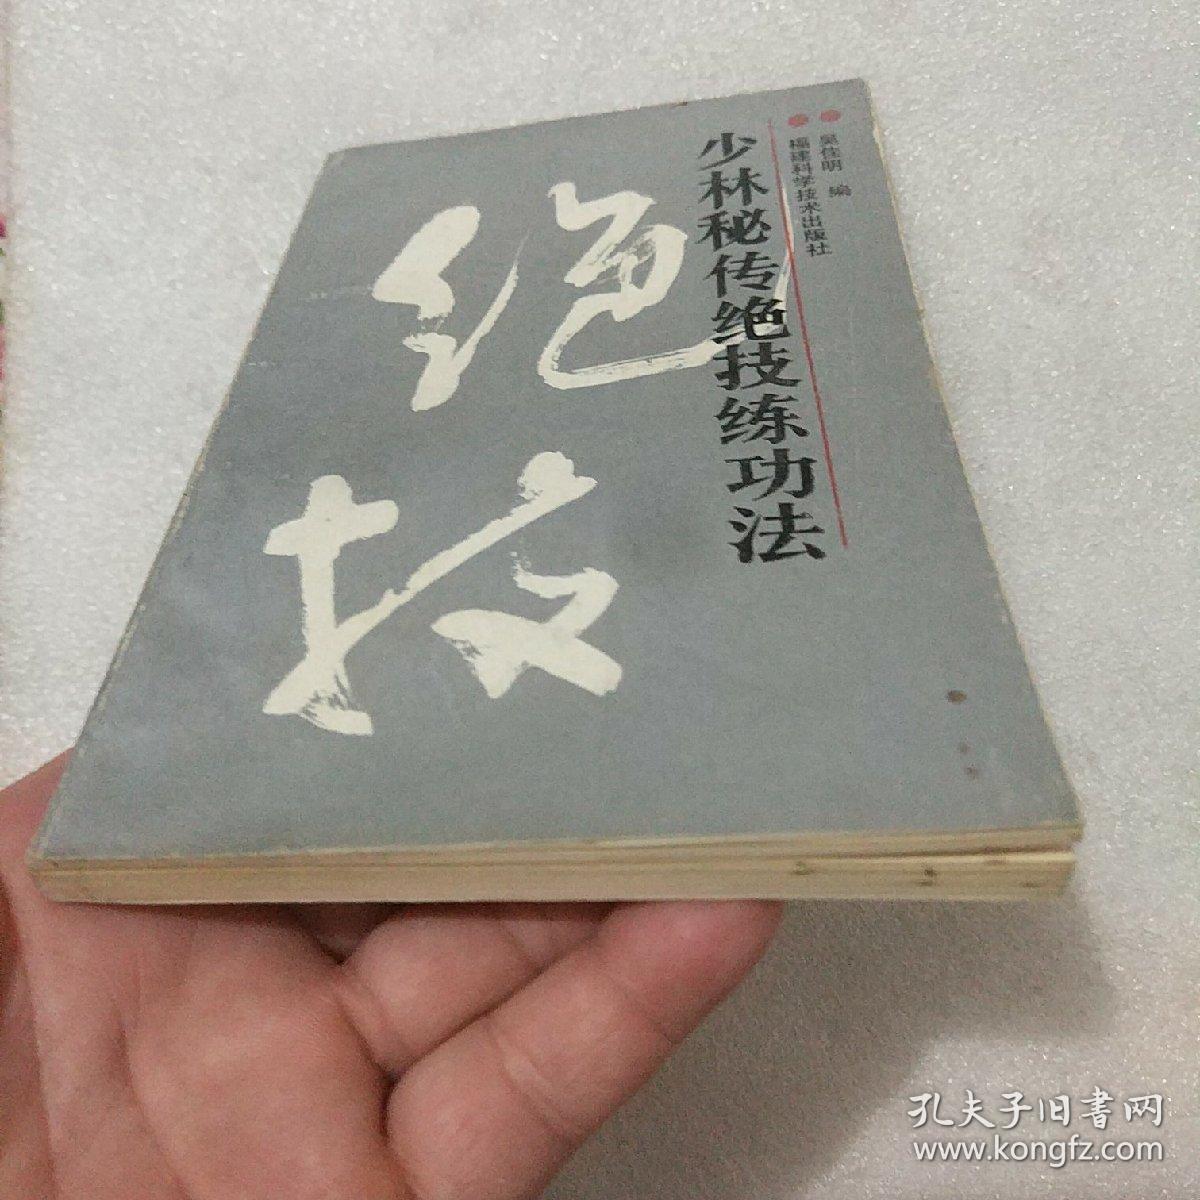 吴佳明 编
福建科学技术出版社
少林秘传绝技练功法
绝技
孔夫子旧書网
www.kongfz.com